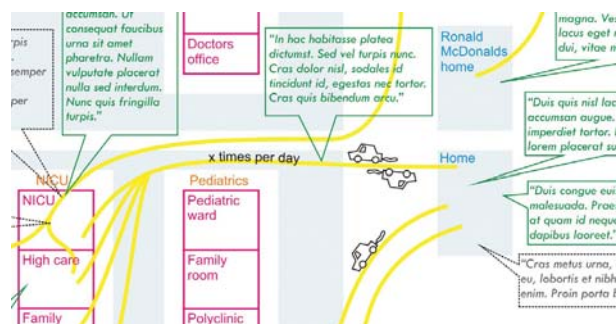 accumsan. Ut
consequat faucibus
urna sit amet
pharetra. Nullam
vulputate placerat
nulla sed interdum.
Nunc quis fringilla
turpis."
Doctors
office
"In hac habitasse platea
dictumst. Sed vel turpis nunc.
Cras dolor nisl, sodales id
tincidunt id, egestas nec tortor.
Cras quis bibendum arcu."
Ronald
McDonalds
home
magna. Ves
lacus eget r
dui, vitae n
"Duis quis nisl lac
accumsan augue.
imperdiet tortor.
lorem placerat su
x times per day
Home
NICU
NICU
High care
Family
Pediatrics
Pediatric
ward
Family
room
Polyclinic
"Duis congue eui
malesuada. Prae
at quam id neque
dapibus laoreet."
"Cras metus urna,
eu, lobortis et nibh
enim. Proin porta b